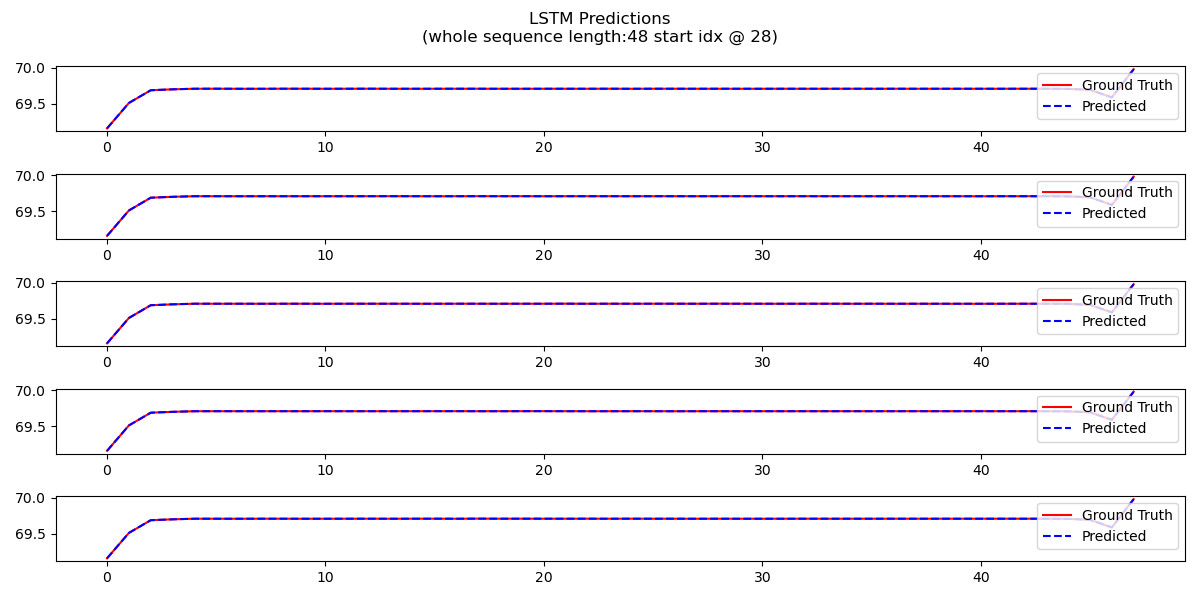 LSTM Predictions
(whole sequence length:48 start idx @ 28)
70.0
69.5
Ground Truth
Predicted
0 10 20 30 40
70.0
69.5
Ground Truth
Predicted
0 10 20 30 40
70.0
69.5
Ground Truth
Predicted
0 10 20 30 40
70.0
69.5
Ground Truth
Predicted
0 10 20 30 40
70.0
69.5
Ground Truth
Predicted
0 10 20 30 40